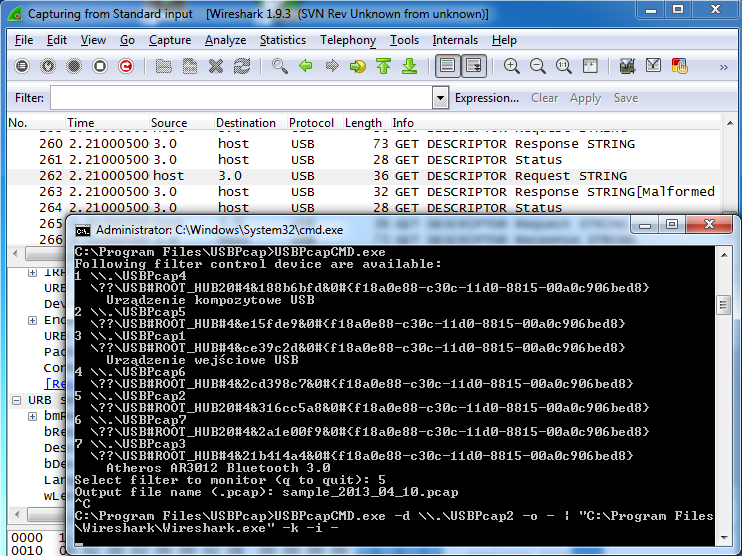 Capturing from Standard input [Wireshark 1.9.3 (SVN Rev Unknown from unknown)]
File Edit View Go Capture Analyze Statistics Telephony Tools Internals Help
Filter: Expression... Clear Apply Save
No. Time Source Destination Protocol Length Info
260 2.21000500 3.0 host USB 73 GET DESCRIPTOR Response STRING
261 2.21000500 3.0 host USB 28 GET DESCRIPTOR Status
262 2.21000500 host 3.0 USB 36 GET DESCRIPTOR Request STRING
263 2.21000500 3.0 host USB 32 GET DESCRIPTOR Response STRING[Malformed
264 2.21000500 3.0 host USB 28 GET DESCRIPTOR Status
265
266
Administrator: C:\Windows\System32\cmd.exe
C:\Program Files\USBPcap>USBPcapCMD.exe
Following filter control device are available:
1 \\.\USBPcap4
\??\USB#ROOT_HUB20#4&188b6bfd&0#{f18a0e88-c30c-11d0-8815-00a0c906bed8}
Urządzenie kompozytowe USB
2 \\.\USBPcap5
\??\USB#ROOT_HUB#4&e15fde9&0#{f18a0e88-c30c-11d0-8815-00a0c906bed8}
3 \\.\USBPcap1
\??\USB#ROOT_HUB#4&ce39c2d&0#{f18a0e88-c30c-11d0-8815-00a0c906bed8}
Urządzenie wejściowe USB
4 \\.\USBPcap6
\??\USB#ROOT_HUB#4&2cd398c7&0#{f18a0e88-c30c-11d0-8815-00a0c906bed8}
5 \\.\USBPcap2
\??\USB#ROOT_HUB20#4&316cc5a8&0#{f18a0e88-c30c-11d0-8815-00a0c906bed8}
6 \\.\USBPcap7
\??\USB#ROOT_HUB20#4&2a1e00f9&0#{f18a0e88-c30c-11d0-8815-00a0c906bed8}
7 \\.\USBPcap3
\??\USB#ROOT_HUB#4&21b414a4&0#{f18a0e88-c30c-11d0-8815-00a0c906bed8}
Atheros AR3012 Bluetooth 3.0
Select filter to monitor (q to quit): 5
Output file name (.pcap): sample_2013_04_10.pcap
^C
C:\Program Files\USBPcap>USBPcapCMD.exe -d \\.\USBPcap2 -o - | "C:\Program Files
\Wireshark\Wireshark.exe" -k -i -
IRP
URB
Dev
Endp
URB
Pac
Con
[Re
URB s
bmR
bRe
Des
bDe
Lan
wLe
0000 1
0010